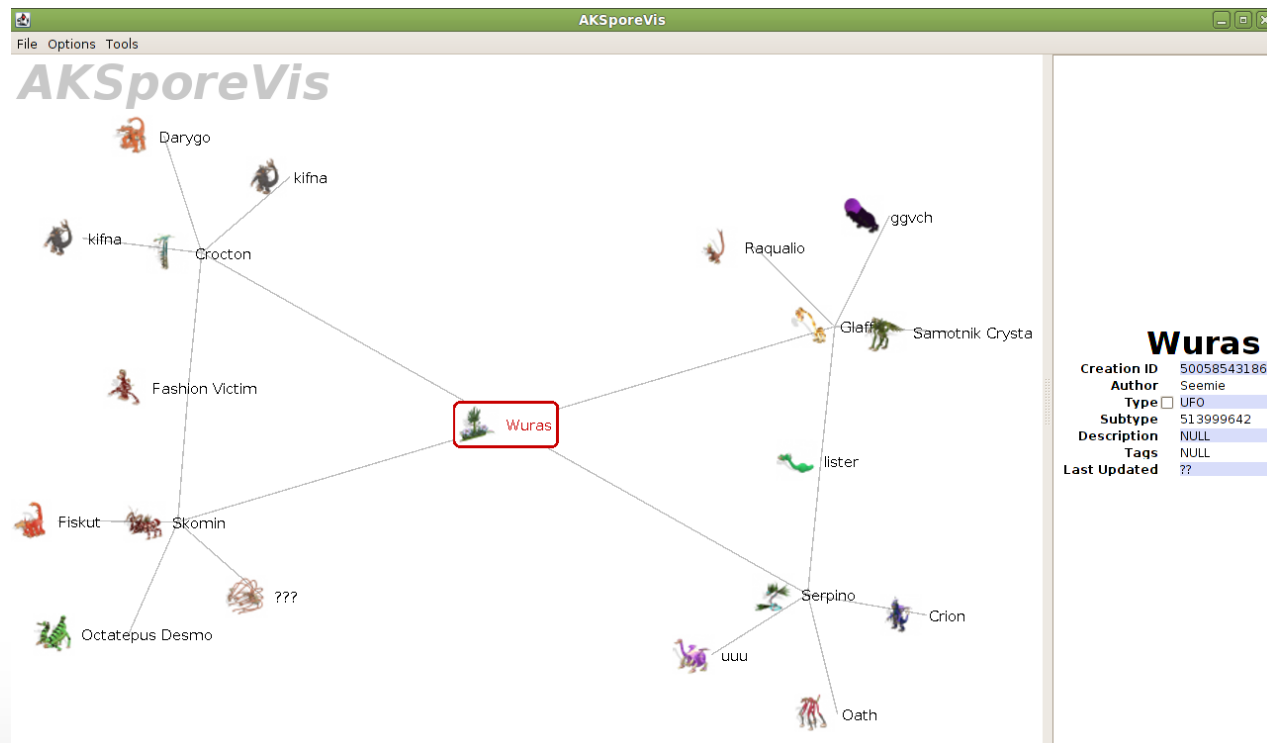 AKSporeVis
File Options Tools
AKSporeVis
Darygo
kifna
kifna
Crocton
ggvch
Raqualio
Samotnik Crysta
Fashion Victim
Wuras
lister
Fiskut
Skomin
???
Octatepus Desmo
Serpino
Crion
uuu
Oath
Wuras
Creation ID 50058543186
Author Seemie
Type UFO
Subtype 513999642
Description NULL
Tags NULL
Last Updated ??